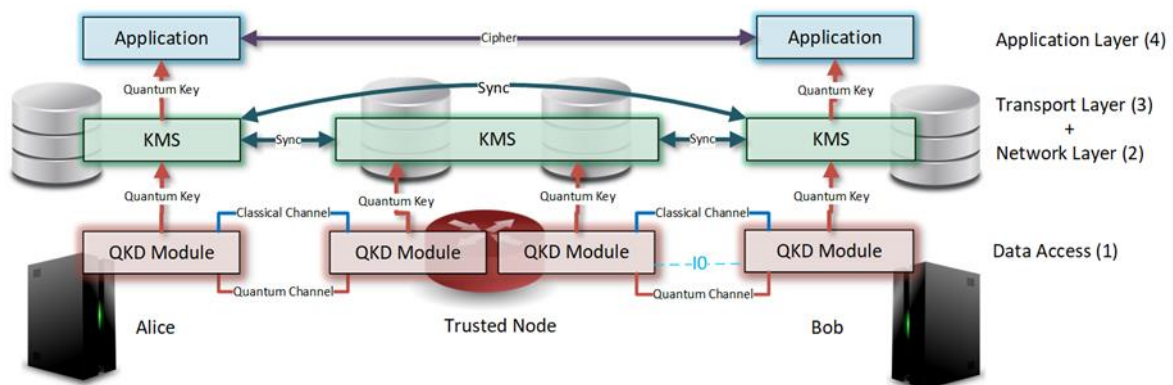 Application
Cipher
Application
Application Layer (4)
Quantum Key
Sync
Quantum Key
Transport Layer (3)
+
Network Layer (2)
KMS
Sync
KMS
Sync
KMS
Quantum Key
Quantum Key
Quantum Key
Quantum Key
Classical Channel
Classical Channel
QKD Module
QKD Module
QKD Module
I0
QKD Module
Data Access (1)
Quantum Channel
Quantum Channel
Alice
Trusted Node
Bob